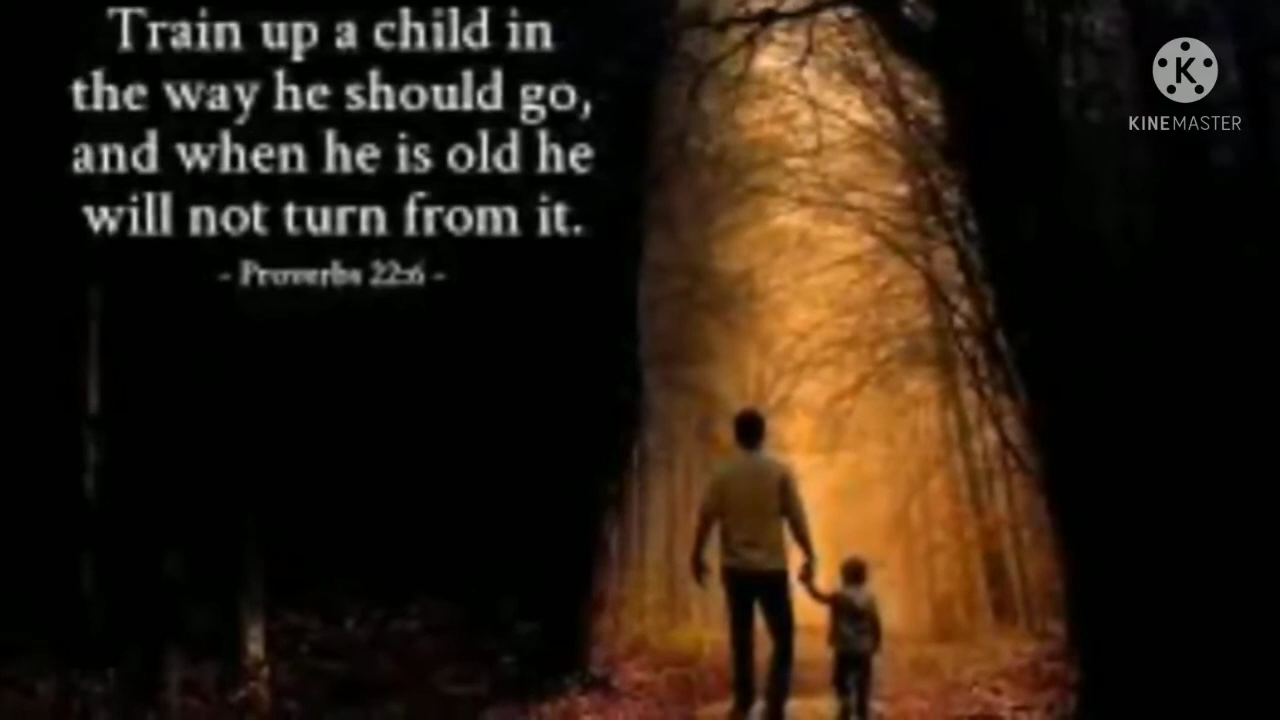 Train up a child in
the way he should go,
and when he is old he
will not turn from it.
- Proverbs 22:6 -
K
KINEMASTER